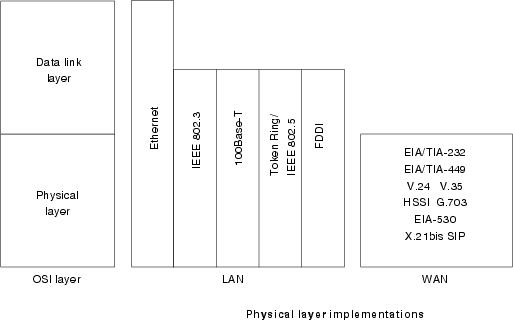 Data link
layer
Physical
layer
OSI layer
Ethernet
IEEE 802.3
100Base-T
Token Ring/
IEEE 802.5
FDDI
LAN
EIA/TIA-232
EIA/TIA-449
V.24 V.35
HSSI G.703
EIA-530
X.21bis SIP
WAN
Physical layer implementations